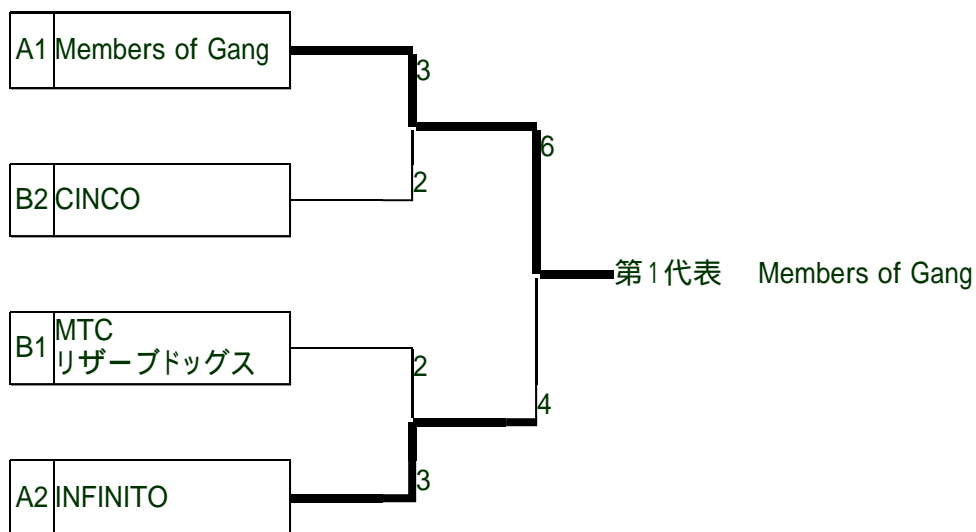 A1 Members of Gang
3
6
B2 CINCO
2
第1代表 Members of Gang
B1 MTC
リザーブドッグス
2
4
A2 INFINITO
3